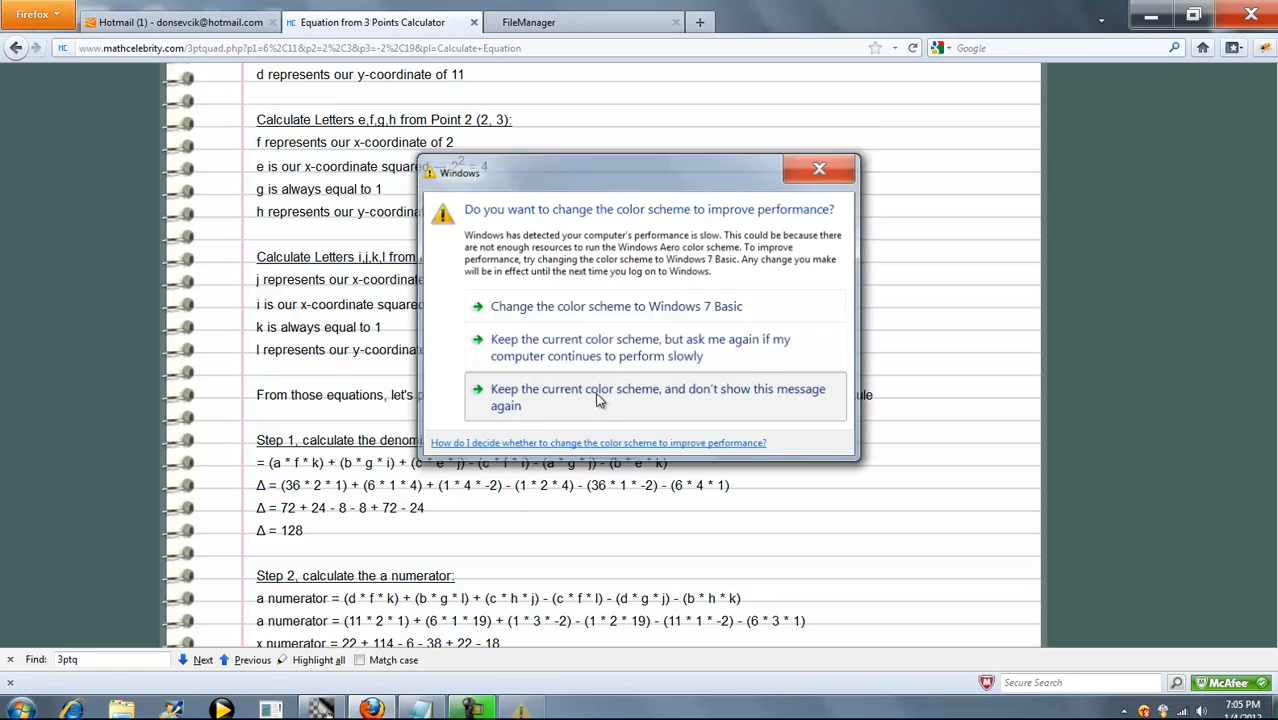 Firefox
Hotmail (1) - donsevcik@hotmail.com
Equation from 3 Points Calculator
FileManager
www.mathcelebrity.com/3ptquad.php?p1=6%2C11&p2=2%2C3&p3=-2%2C19&pl=Calculate+Equation
Google
d represents our y-coordinate of 11
Calculate Letters e,f,g,h from Point 2 (2, 3):
f represents our x-coordinate of 2
e is our x-coordinate squared → 2² = 4
g is always equal to 1
h represents our y-coordinat
Calculate Letters i,j,k,l from
j represents our x-coordinat
i is our x-coordinate squared
k is always equal to 1
l represents our y-coordinat
From those equations, let's
Step 1, calculate the denom
= (a * f * k) + (b * g * i) + (c * e * j) - (c * f * i) - (a * g * j) - (b * e * k)
Δ = (36 * 2 * 1) + (6 * 1 * 4) + (1 * 4 * -2) - (1 * 2 * 4) - (36 * 1 * -2) - (6 * 4 * 1)
Δ = 72 + 24 - 8 - 8 + 72 - 24
Δ = 128
Step 2, calculate the a numerator:
a numerator = (d * f * k) + (b * g * l) + (c * h * j) - (c * f * l) - (d * g * j) - (b * h * k)
a numerator = (11 * 2 * 1) + (6 * 1 * 19) + (1 * 3 * -2) - (1 * 2 * 19) - (11 * 1 * -2) - (6 * 3 * 1)
x numerator = 22 + 114 - 6 - 38 + 22 - 18
Windows
Do you want to change the color scheme to improve performance?
Windows has detected your computer's performance is slow. This could be because there
are not enough resources to run the Windows Aero color scheme. To improve
performance, try changing the color scheme to Windows 7 Basic. Any change you make
will be in effect until the next time you log on to Windows.
Change the color scheme to Windows 7 Basic
Keep the current color scheme, but ask me again if my
computer continues to perform slowly
Keep the current color scheme, and don't show this message
again
How do I decide whether to change the color scheme to improve performance?
Find: 3ptq Next Previous Highlight all Match case
Secure Search
McAfee
7:05 PM
1/4/2012